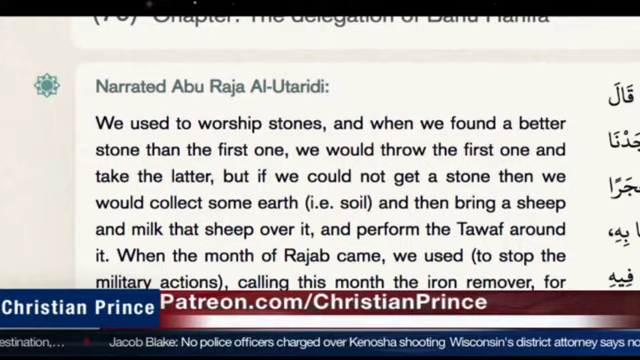 (70) Chapter: The delegation of Banu Hanifa
Narrated Abu Raja Al-Utaridi:
We used to worship stones, and when we found a better
stone than the first one, we would throw the first one and
take the latter, but if we could not get a stone then we
would collect some earth (i.e. soil) and then bring a sheep
and milk that sheep over it, and perform the Tawaf around
it. When the month of Rajab came, we used (to stop the
military actions), calling this month the iron remover, for
قَالَ
فِيهِ
Christian Prince
Patreon.com/ChristianPrince
estination,...
Jacob Blake: No police officers charged over Kenosha shooting Wisconsin's district attorney says no